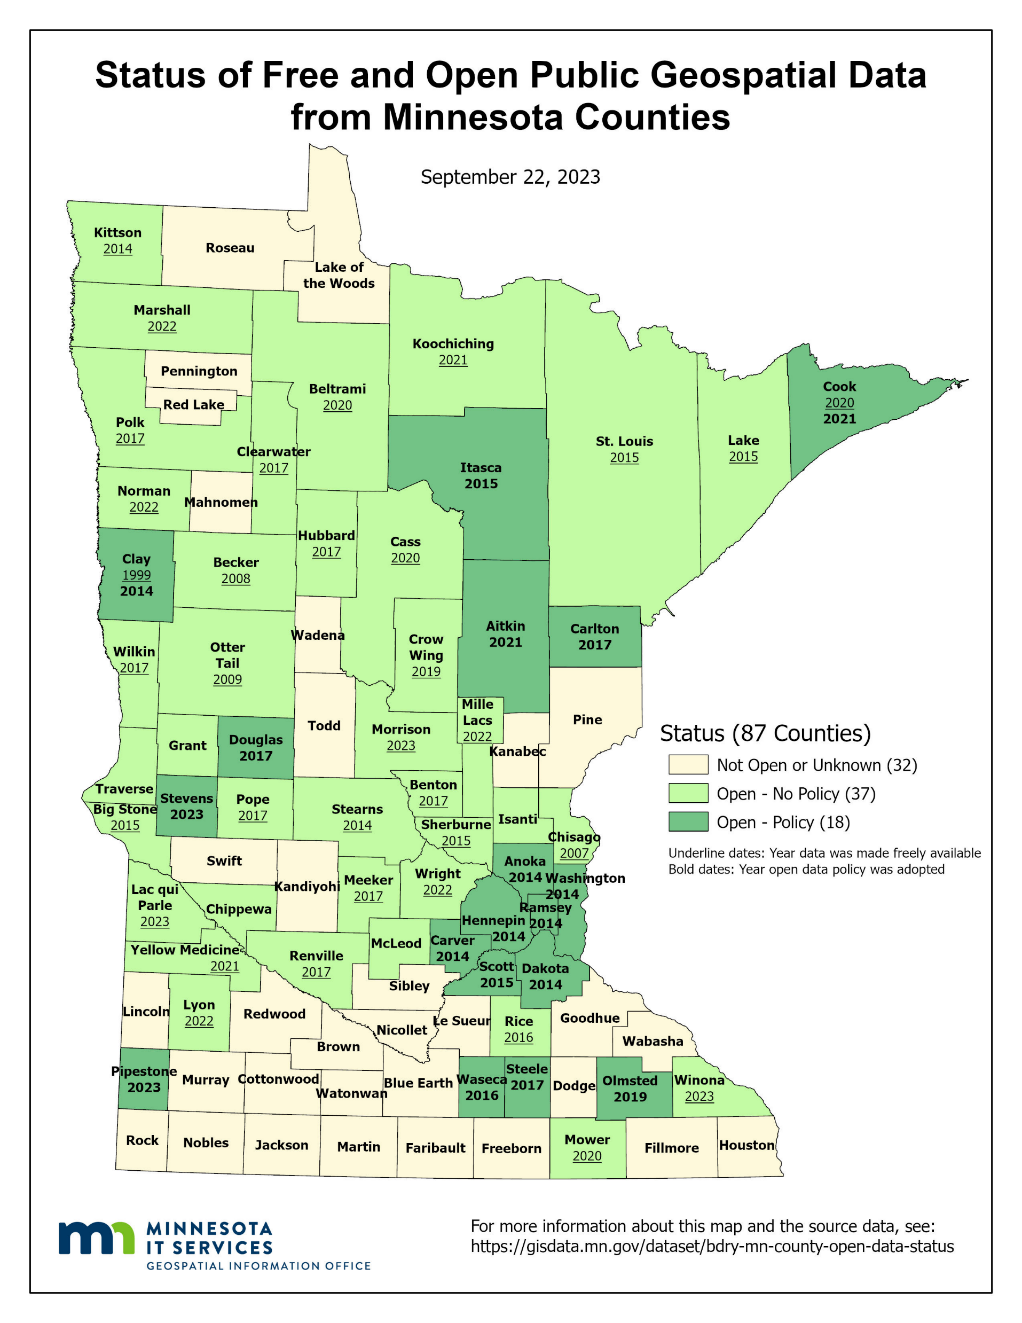 Status of Free and Open Public Geospatial Data
from Minnesota Counties
September 22, 2023
Kittson
2014
Roseau
Lake of
the Woods
Marshall
2022
Koochiching
2021
Pennington
Red Lake
Beltrami
2020
Cook
2020
2021
Polk
2017
Clearwater
2017
St. Louis
2015
Lake
2015
Itasca
2015
Norman
2022
Mahnomen
Hubbard
2017
Cass
2020
Clay
1999
2014
Becker
2008
Wadena
Crow
Wing
2019
Aitkin
2021
Carlton
2017
Wilkin
2017
Otter
Tail
2009
Todd
Morrison
2023
Mille
Lacs
2022
Pine
Kanabec
Grant
Douglas
2017
Traverse
Big Stone
2015
Stevens
2023
Pope
2017
Stearns
2014
Benton
2017
Sherburne
2015
Isanti
Chisago
2007
Swift
Kandiyohi
Meeker
2017
Wright
2022
Anoka
2014
Washington
2014
Ramsey
2014
Hennepin
2014
Lac qui
Parle
2023
Chippewa
Yellow Medicine
2021
Renville
2017
McLeod
Carver
2014
Scott
2015
Dakota
2014
Sibley
Lincoln
Lyon
2022
Redwood
Nicollet
Le Sueur
Rice
2016
Goodhue
Wabasha
Brown
Pipestone
2023
Murray
Cottonwood
Watonwan
Blue Earth
Waseca
2016
Steele
2017
Dodge
Olmsted
2019
Winona
2023
Rock
Nobles
Jackson
Martin
Faribault
Freeborn
Mower
2020
Fillmore
Houston
Status (87 Counties)
Not Open or Unknown (32)
Open - No Policy (37)
Open - Policy (18)
Underline dates: Year data was made freely available
Bold dates: Year open data policy was adopted
mn
MINNESOTA
IT SERVICES
GEOSPATIAL INFORMATION OFFICE
For more information about this map and the source data, see:
https://gisdata.mn.gov/dataset/bdry-mn-county-open-data-status